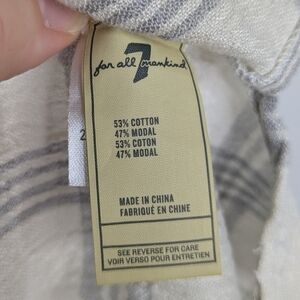 7
for all mankind
53% COTTON
47% MODAL
53% COTON
47% MODAL
MADE IN CHINA
FABRIQUÉ EN CHINE
SEE REVERSE FOR CARE
VOIR VERSO POUR ENTRETIEN
2